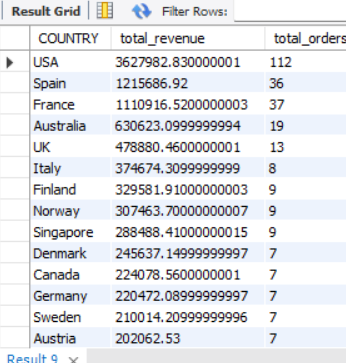 Result Grid Filter Rows:
COUNTRY total_revenue total_orders
USA 3627982.830000001 112
Spain 1215686.92 36
France 1110916.5200000003 37
Australia 630623.0999999994 19
UK 478880.4600000001 13
Italy 374674.3099999999 8
Finland 329581.91000000003 9
Norway 307463.70000000007 9
Singapore 288488.41000000015 9
Denmark 245637.14999999997 7
Canada 224078.5600000001 7
Germany 220472.08999999997 7
Sweden 210014.20999999996 7
Austria 202062.53 7
Result 9